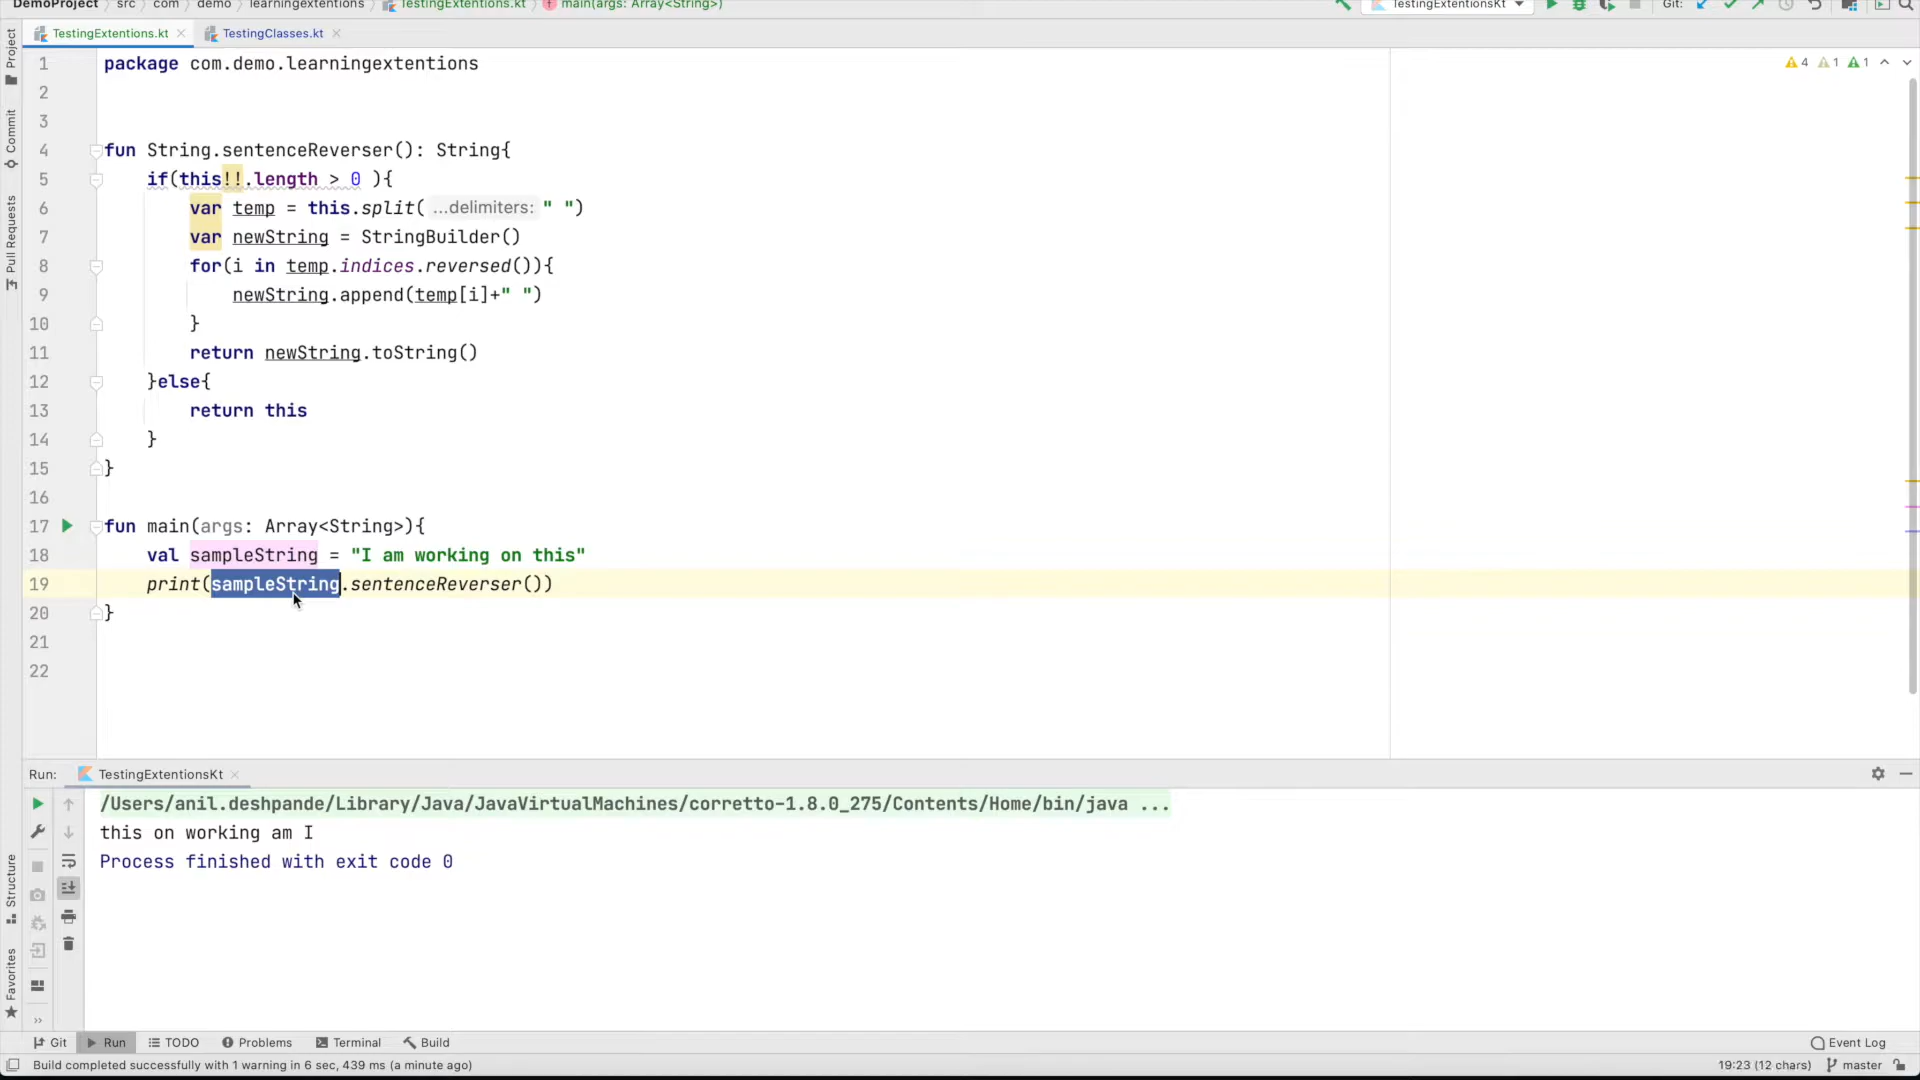 DemoProject src com demo learningextentions TestingExtentions.kt main(args: Array<String>) TestingExtentionsKt Git:
TestingExtentions.kt TestingClasses.kt
Project
Commit
Pull Requests
Structure
Favorites
4 1 1
1 package com.demo.learningextentions
2
3
4 fun String.sentenceReverser(): String{
5 if(this!!.length > 0 ){
6 var temp = this.split( ...delimiters: " ")
7 var newString = StringBuilder()
8 for(i in temp.indices.reversed()){
9 newString.append(temp[i]+" ")
10 }
11 return newString.toString()
12 }else{
13 return this
14 }
15 }
16
17 fun main(args: Array<String>){
18 val sampleString = "I am working on this"
19 print(sampleString.sentenceReverser())
20 }
21
22
Run: TestingExtentionsKt
/Users/anil.deshpande/Library/Java/JavaVirtualMachines/corretto-1.8.0_275/Contents/Home/bin/java ...
this on working am I
Process finished with exit code 0
Git Run TODO Problems Terminal Build Event Log
Build completed successfully with 1 warning in 6 sec, 439 ms (a minute ago) 19:23 (12 chars) master